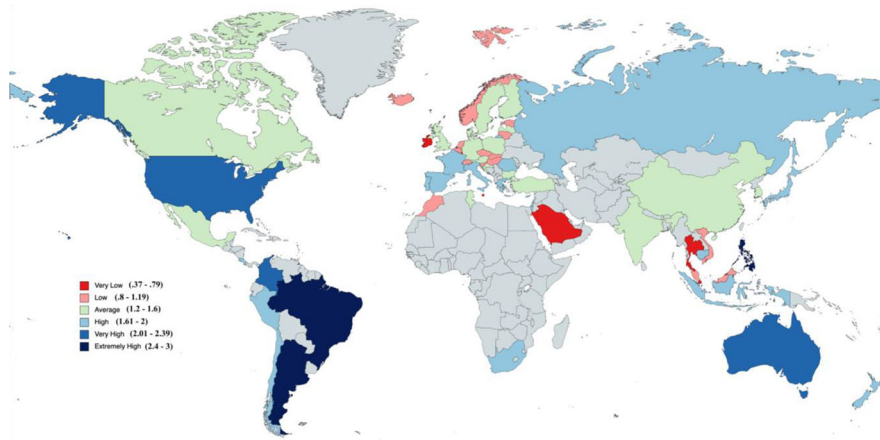 Very Low (.37 - .79)
Low (.8 - 1.19)
Average (1.2 - 1.6)
High (1.61 - 2)
Very High (2.01 - 2.39)
Extremely High (2.4 - 3)